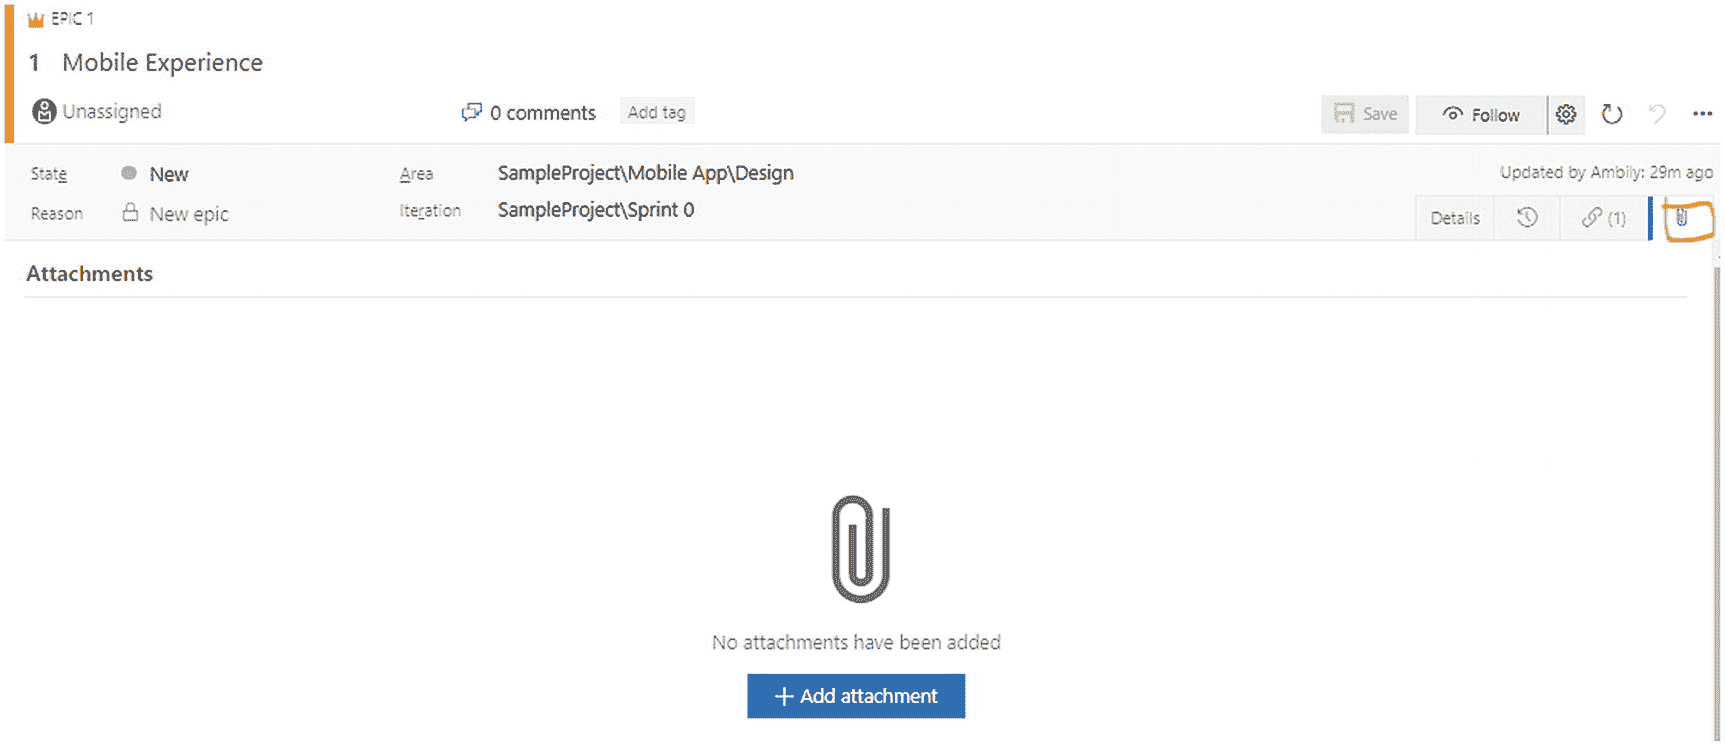 EPIC 1
1 Mobile Experience
Unassigned
0 comments
Add tag
Save
Follow
State
New
Area
SampleProject\Mobile App\Design
Updated by Ambily: 29m ago
Reason
New epic
Iteration
SampleProject\Sprint 0
Details
(1)
Attachments
No attachments have been added
+ Add attachment